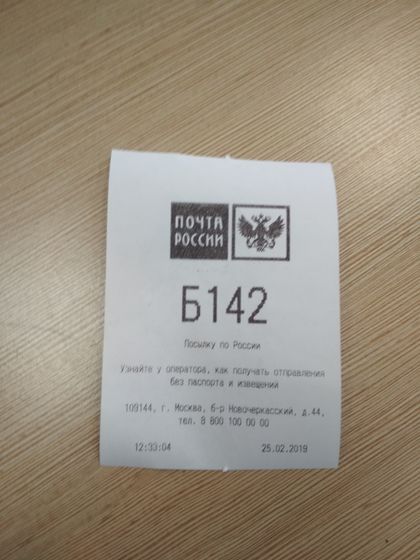 ПОЧТА
РОССИИ
Б142
Посылку по России
Узнайте у оператора, как получать отправления
без паспорта и извещений
109144, г. Москва, б-р Новочеркасский, д.44,
тел. 8 800 100 00 00
12:33:04 25.02.2019